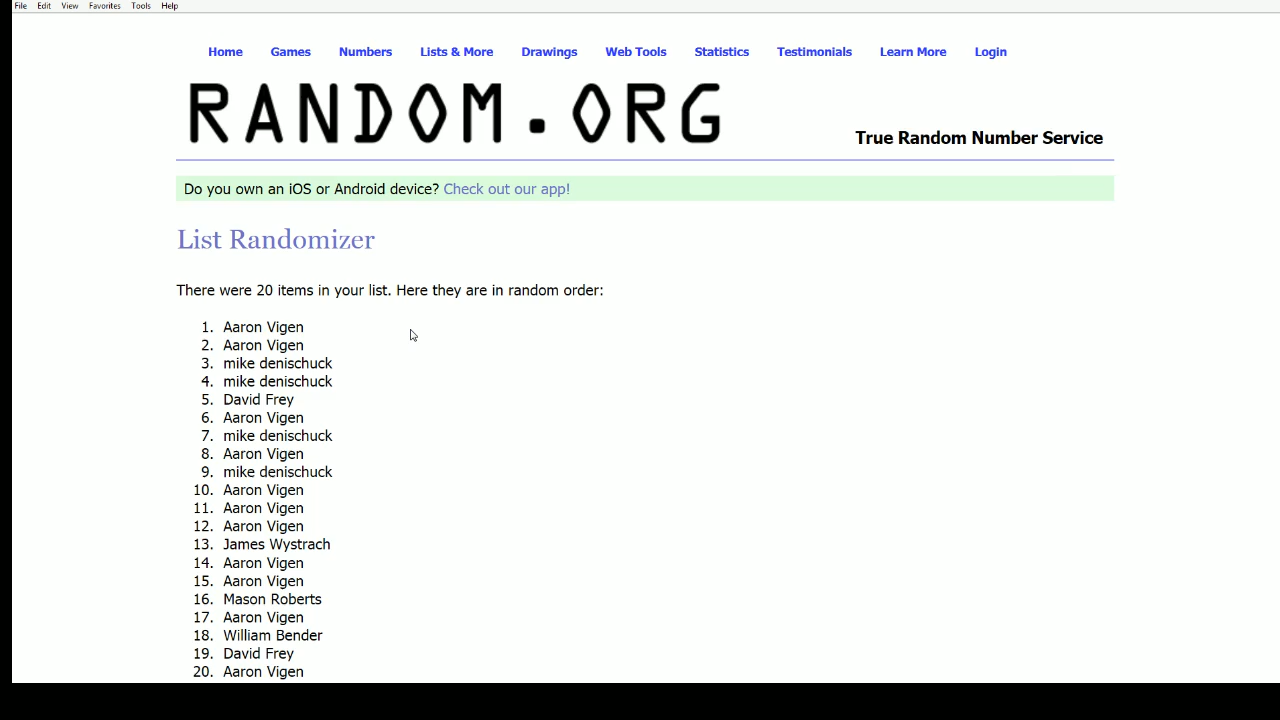 File Edit View Favorites Tools Help
Home Games Numbers Lists & More Drawings Web Tools Statistics Testimonials Learn More Login
RANDOM.ORG
True Random Number Service
Do you own an iOS or Android device? Check out our app!
List Randomizer
There were 20 items in your list. Here they are in random order:
1. Aaron Vigen
2. Aaron Vigen
3. mike denischuck
4. mike denischuck
5. David Frey
6. Aaron Vigen
7. mike denischuck
8. Aaron Vigen
9. mike denischuck
10. Aaron Vigen
11. Aaron Vigen
12. Aaron Vigen
13. James Wystrach
14. Aaron Vigen
15. Aaron Vigen
16. Mason Roberts
17. Aaron Vigen
18. William Bender
19. David Frey
20. Aaron Vigen